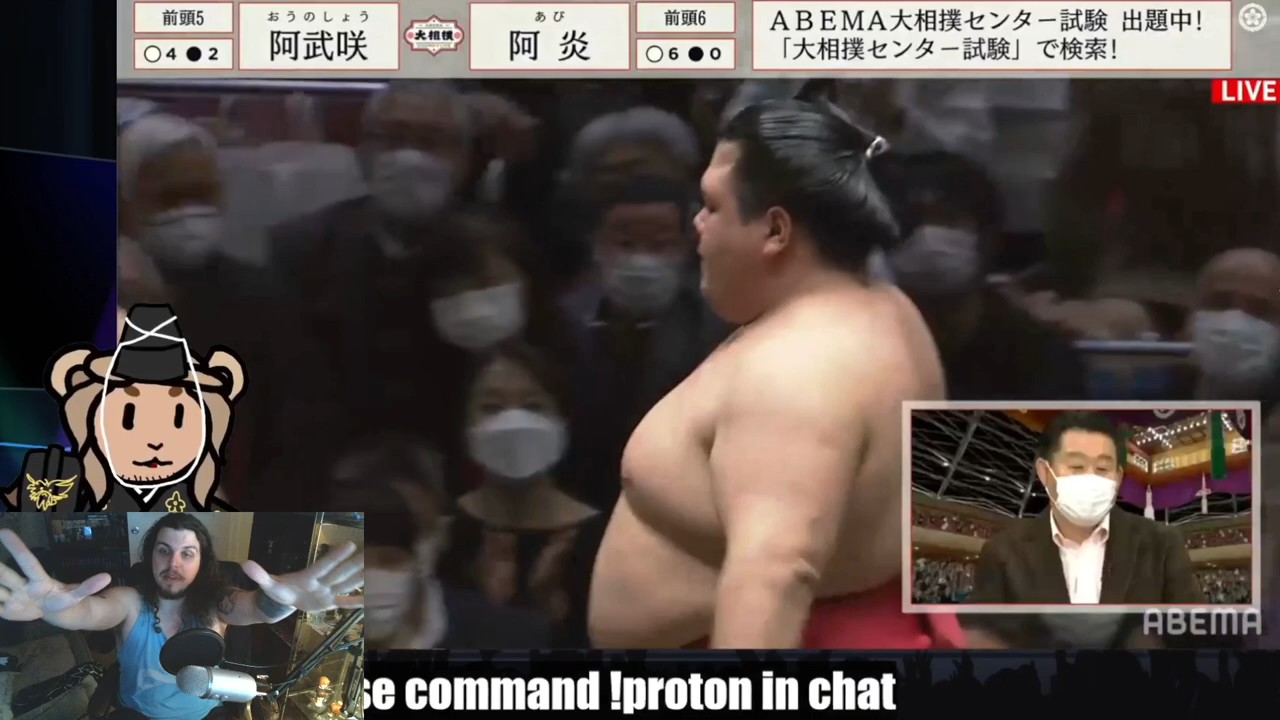 前頭5
○4 ●2
おうのしょう
阿武咲
大相撲
あび
阿炎
前頭6
○6 ●0
ABEMA大相撲センター試験 出題中!
「大相撲センター試験」で検索!
LIVE
ABEMA
se command !proton in chat